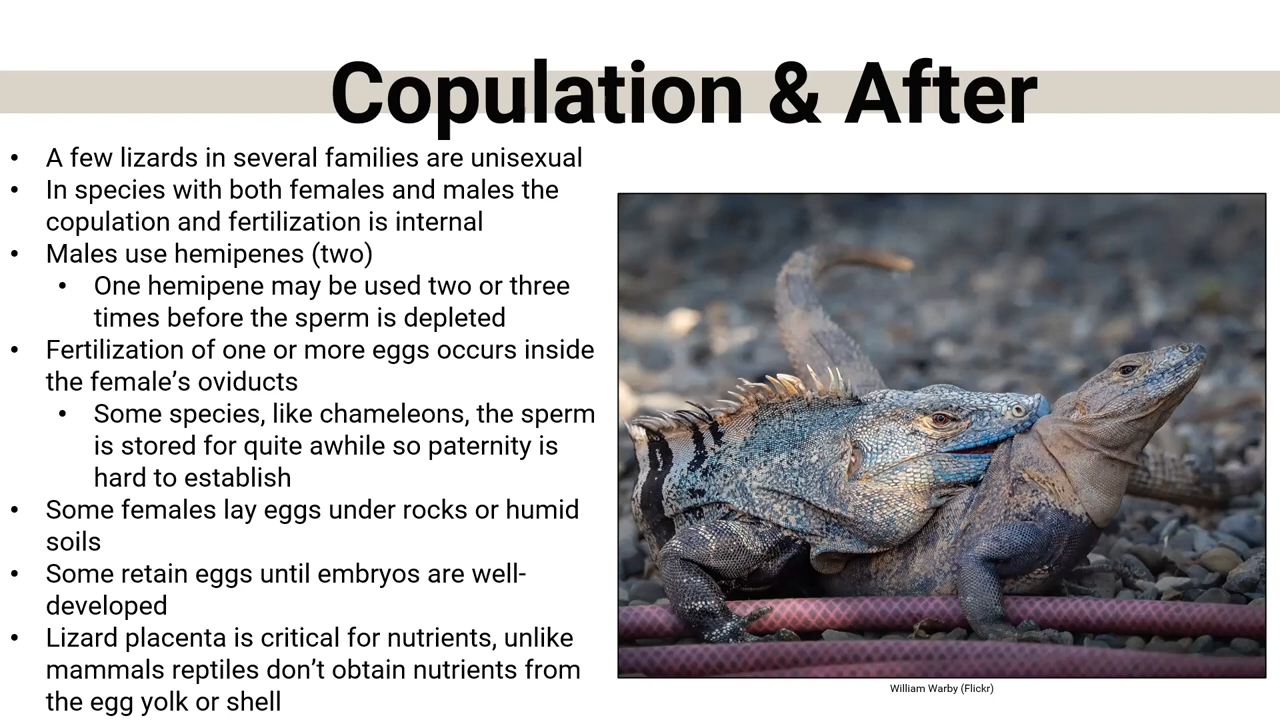 Copulation & After
• A few lizards in several families are unisexual
• In species with both females and males the
copulation and fertilization is internal
• Males use hemipenes (two)
• One hemipene may be used two or three
times before the sperm is depleted
• Fertilization of one or more eggs occurs inside
the female’s oviducts
• Some species, like chameleons, the sperm
is stored for quite awhile so paternity is
hard to establish
• Some females lay eggs under rocks or humid
soils
• Some retain eggs until embryos are well-
developed
• Lizard placenta is critical for nutrients, unlike
mammals reptiles don’t obtain nutrients from
the egg yolk or shell
William Warby (Flickr)